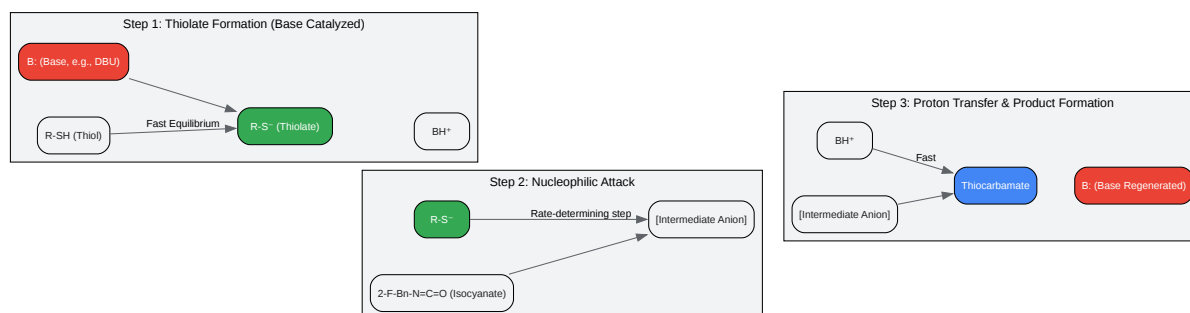 Step 1: Thiolate Formation (Base Catalyzed)
B: (Base, e.g., DBU)
R-SH (Thiol)
Fast Equilibrium
R-S⁻ (Thiolate)
BH⁺
Step 2: Nucleophilic Attack
R-S⁻
Rate-determining step
[Intermediate Anion]
2-F-Bn-N=C=O (Isocyanate)
Step 3: Proton Transfer & Product Formation
BH⁺
Fast
Thiocarbamate
B: (Base Regenerated)
[Intermediate Anion]